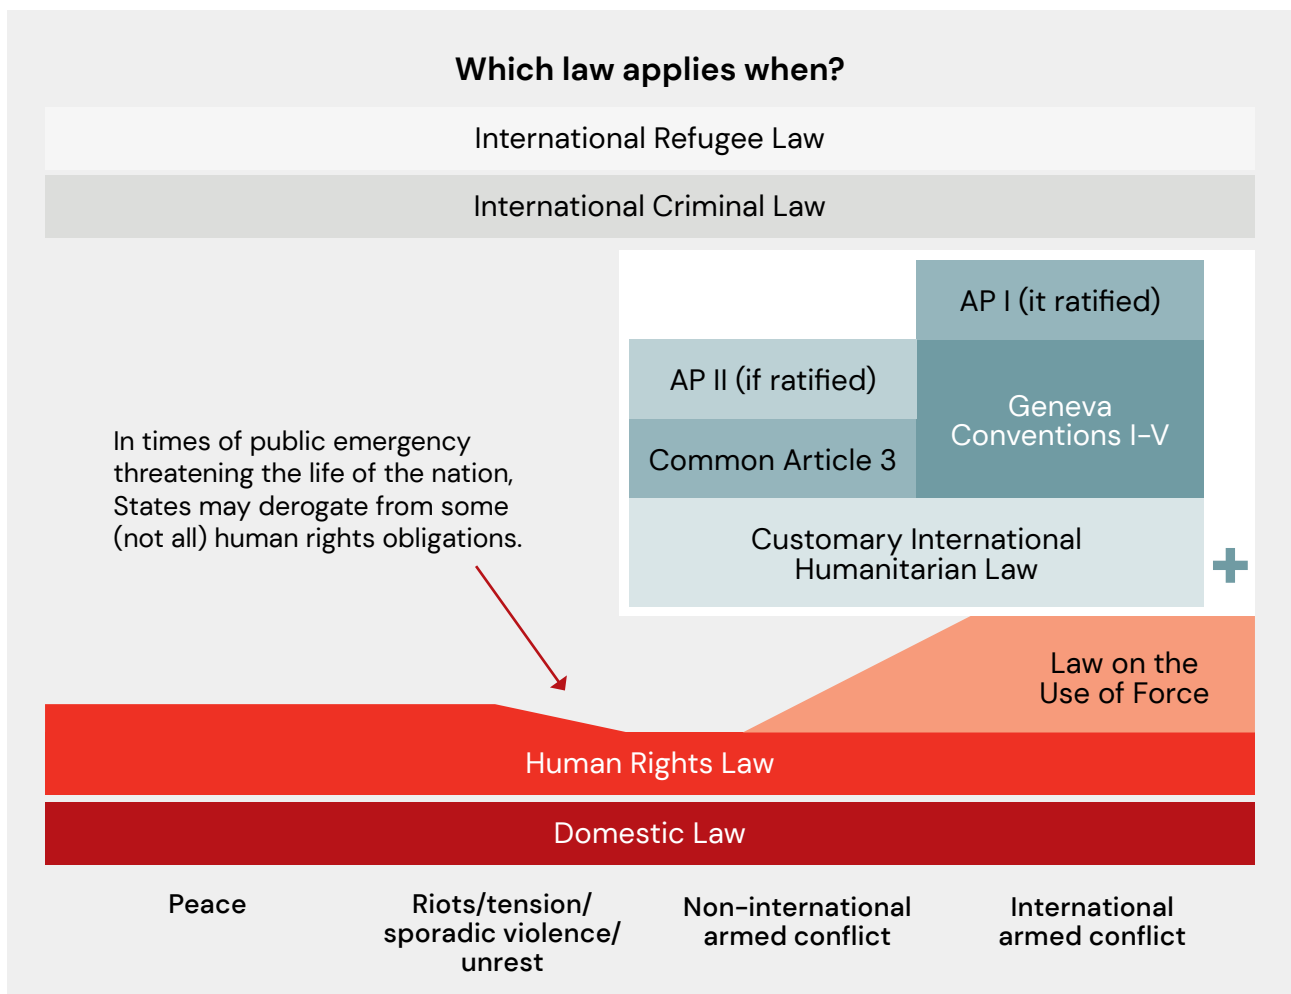 Which law applies when?
International Refugee Law
International Criminal Law
AP I (it ratified)
AP II (if ratified)
Geneva
Conventions I-V
Common Article 3
In times of public emergency
threatening the life of the nation,
States may derogate from some
(not all) human rights obligations.
Customary International
Humanitarian Law
+
Law on the
Use of Force
Human Rights Law
Domestic Law
Peace
Riots/tension/
sporadic violence/
unrest
Non-international
armed conflict
International
armed conflict